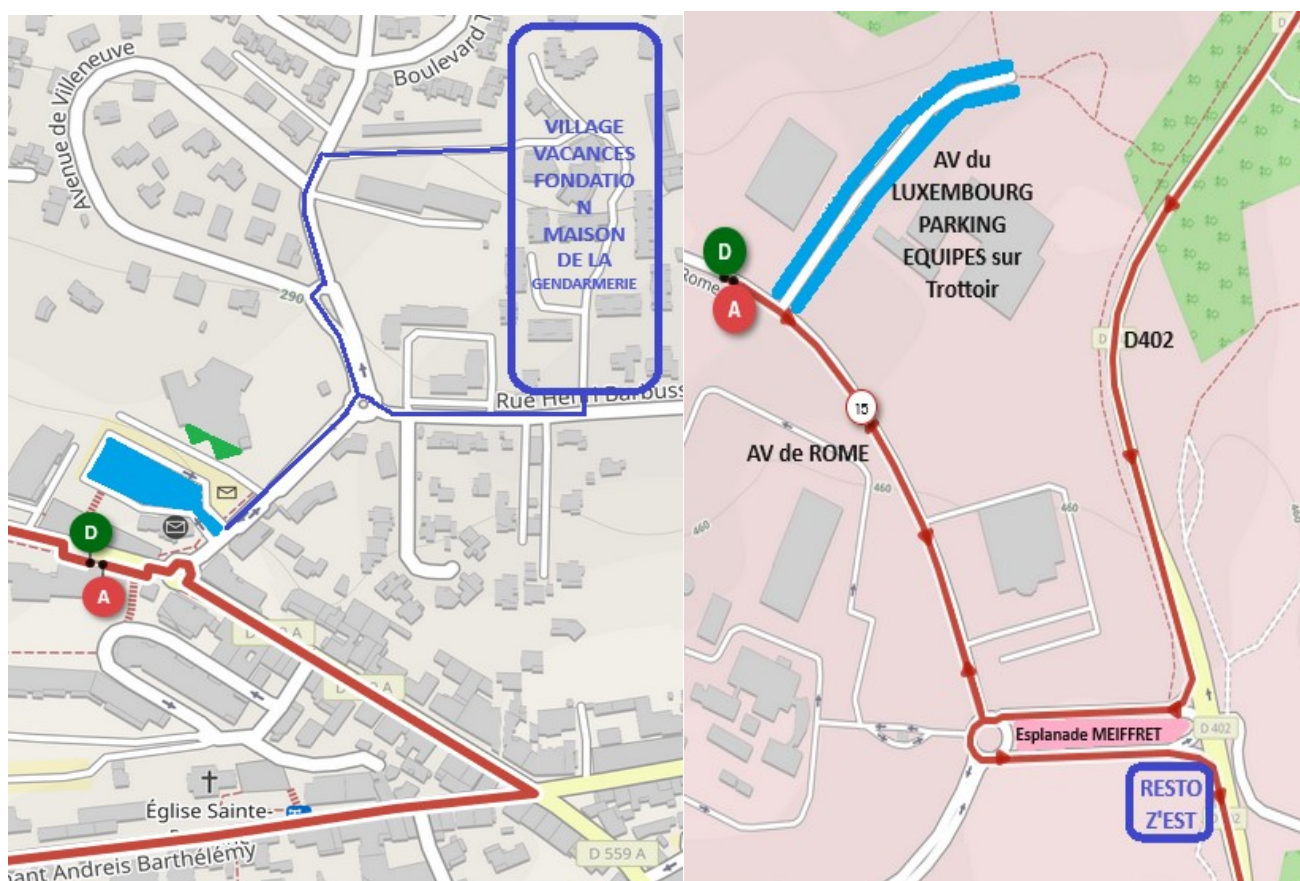 Avenue de Villeneuve
Boulevard
VILLAGE
VACANCES
FONDATIO
N
MAISON
DE LA
GENDARMERIE
290
Rue Henri Barbuss
D
A
Église Sainte-
ant Andreis Barthélémy
D 559 A
D
Rome
A
AV du
LUXEMBOURG
PARKING
EQUIPES sur
Trottoir
D402
15
AV de ROME
460
460
460
Esplanade MEIFFRET
D 402
RESTO
Z'EST